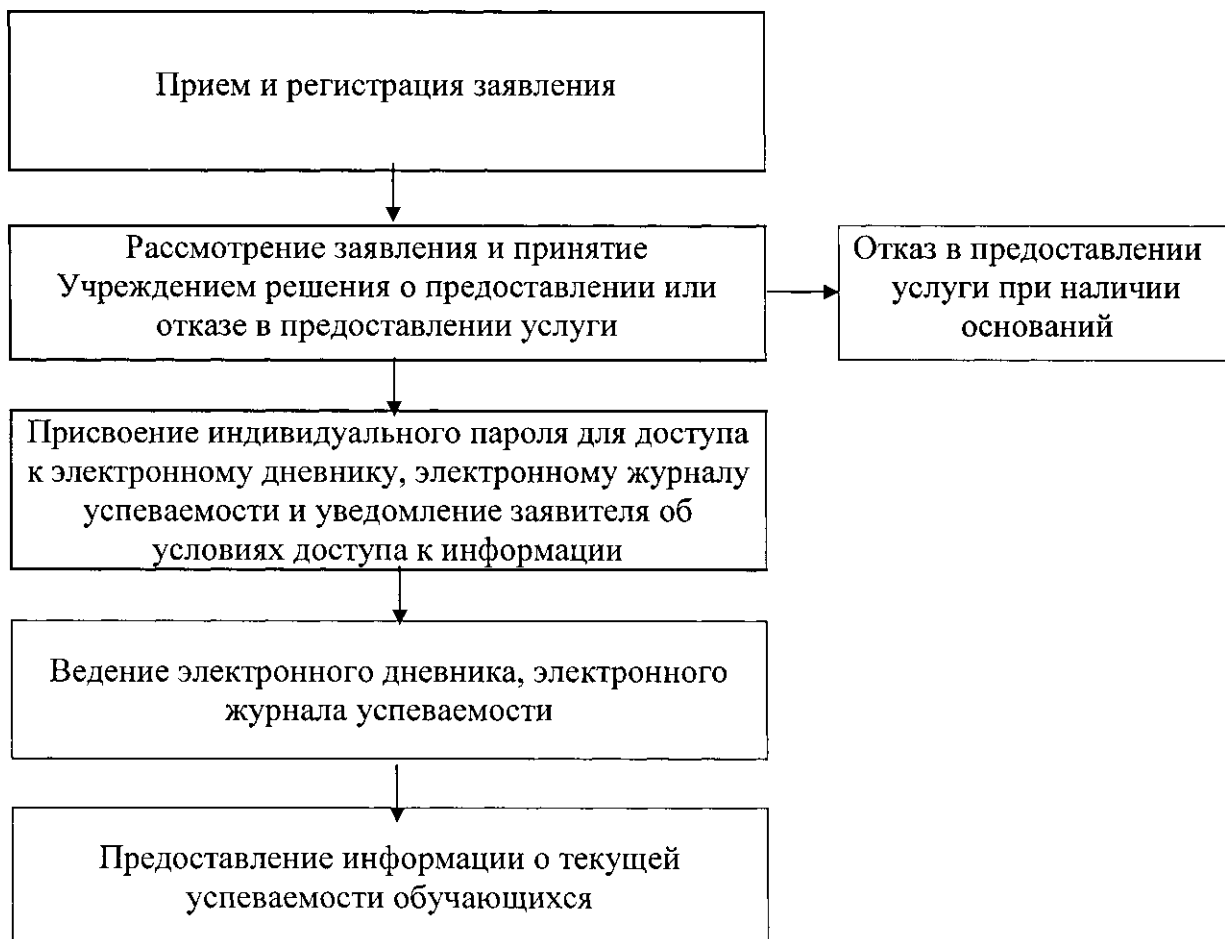 Прием и регистрация заявления
Рассмотрение заявления и принятие
Учреждением решения о предоставлении или
отказе в предоставлении услуги
Отказ в предоставлении
услуги при наличии
оснований
Присвоение индивидуального пароля для доступа
к электронному дневнику, электронному журналу
успеваемости и уведомление заявителя об
условиях доступа к информации
Ведение электронного дневника, электронного
журнала успеваемости
Предоставление информации о текущей
успеваемости обучающихся